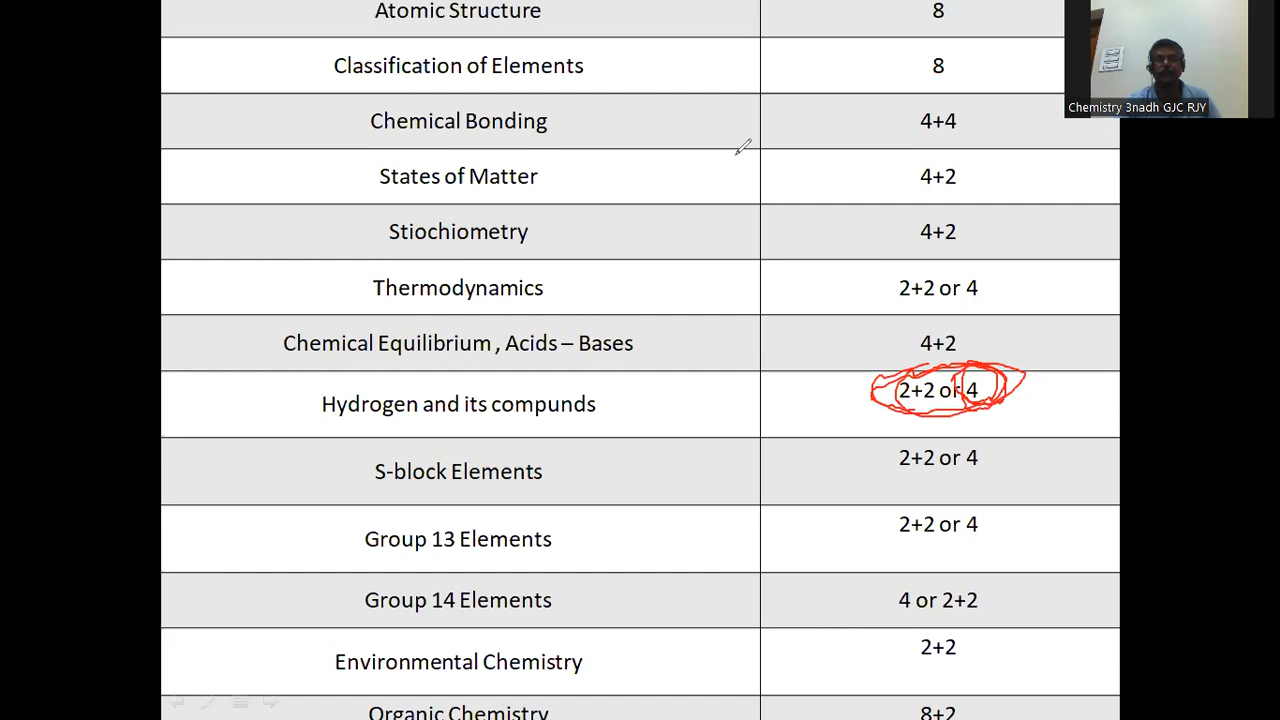 Atomic Structure 8
Chemistry 3nadh GJC RJY
Classification of Elements 8
Chemical Bonding 4+4
States of Matter 4+2
Stiochiometry 4+2
Thermodynamics 2+2 or 4
Chemical Equilibrium , Acids – Bases 4+2
Hydrogen and its compunds 2+2 or 4
S-block Elements 2+2 or 4
Group 13 Elements 2+2 or 4
Group 14 Elements 4 or 2+2
Environmental Chemistry 2+2
Organic Chemistry 8+2